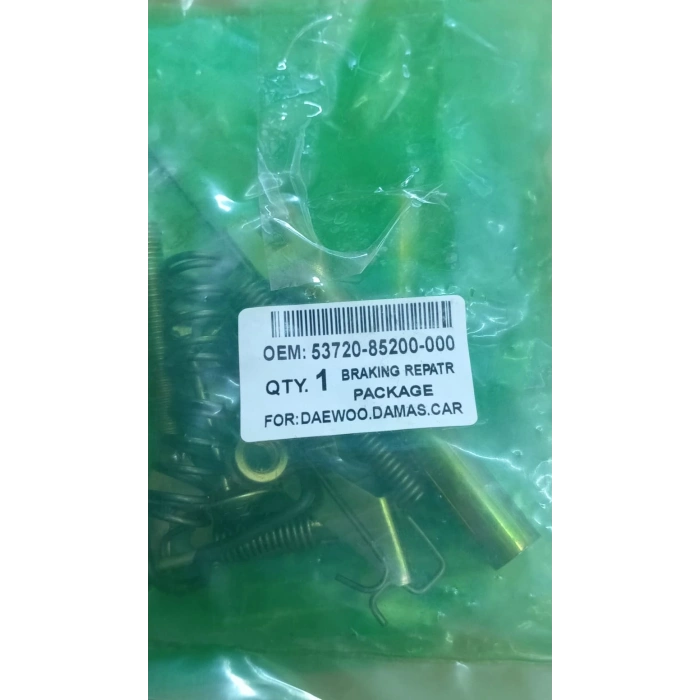 OEM: 53720-85200-000
QTY. 1 BRAKING REPATR
PACKAGE
FOR:DAEWOO.DAMAS.CAR